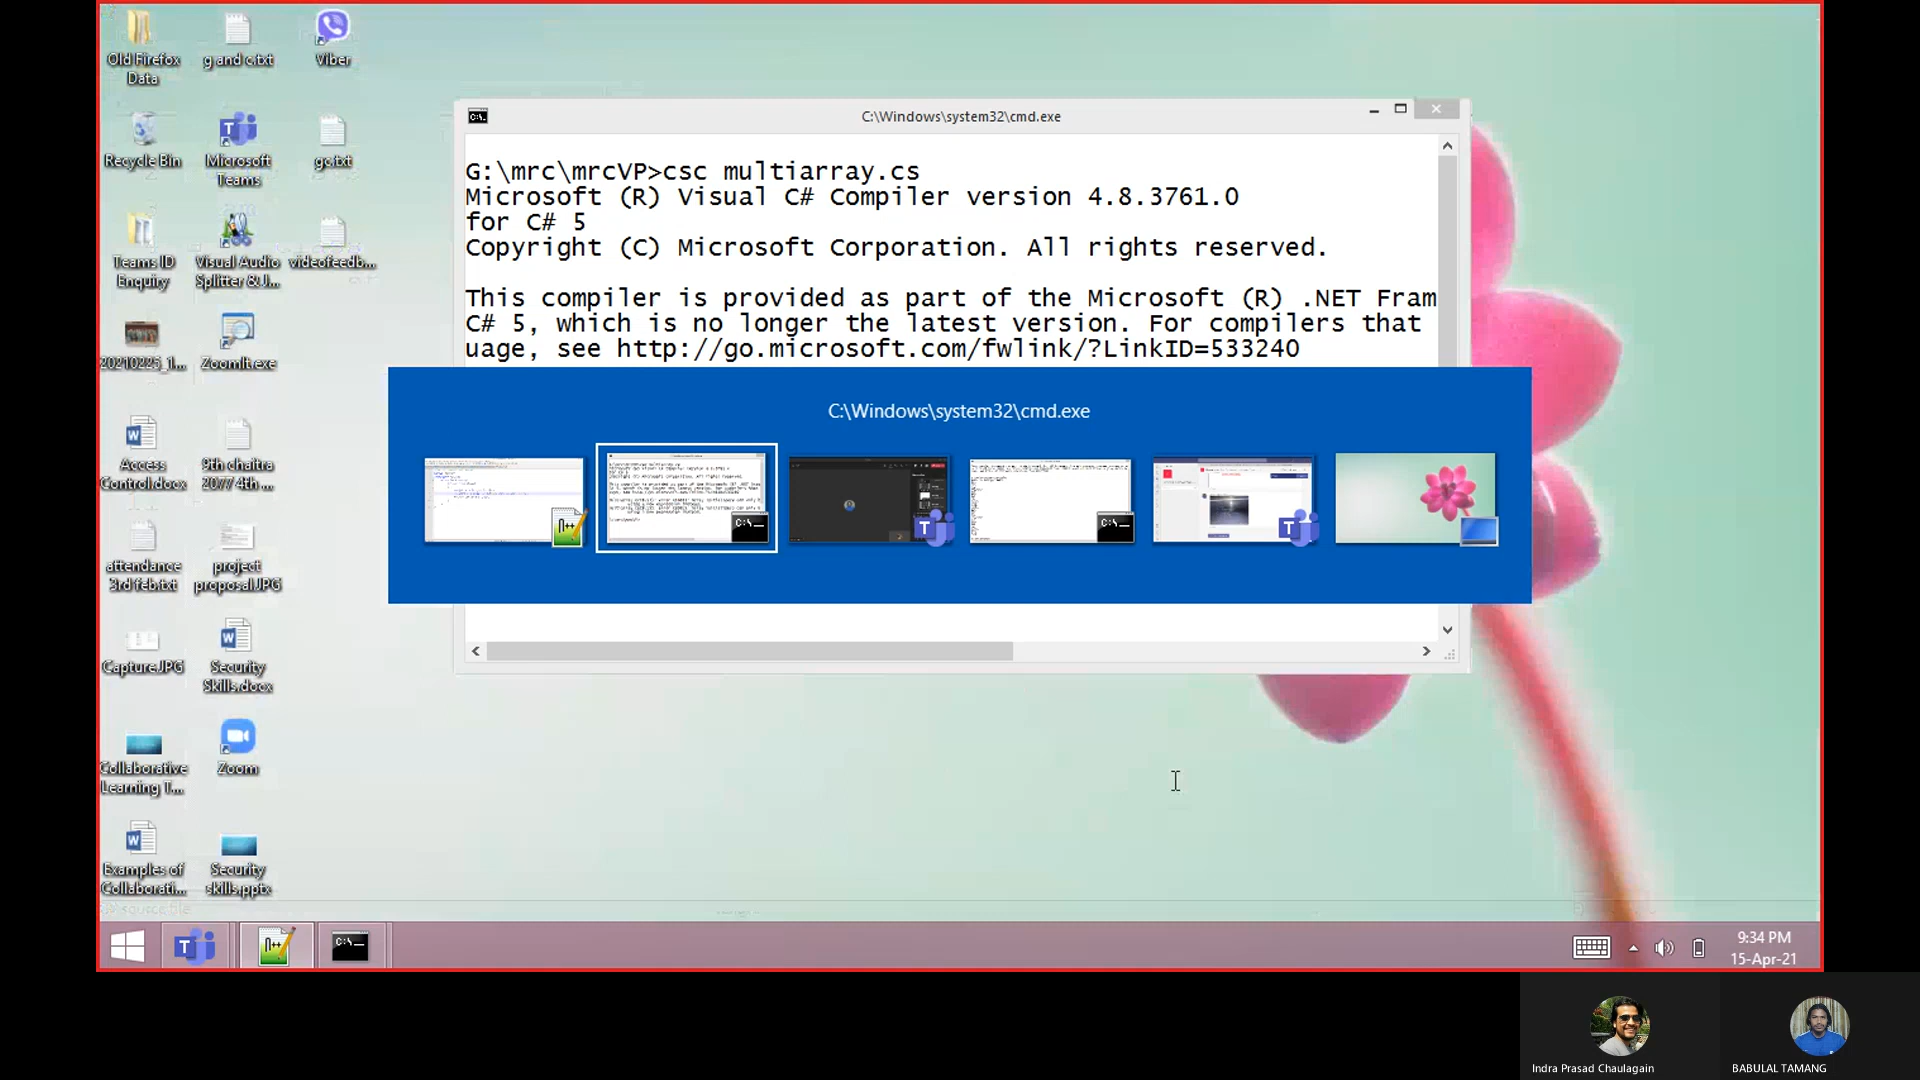 Old Firefox
Data
g and c.txt
Viber
Recycle Bin
Microsoft
Teams
gc.txt
Teams ID
Enquiry
Visual Audio
Splitter & J...
videofeedb...
20210225_1...
ZoomIt.exe
Access
Control.docx
9th chaitra
2077 4th ...
attendance
3rd feb.txt
project
proposal.JPG
Capture.JPG
Security
Skills.docx
Collaborative
Learning T...
Zoom
Examples of
Collaborati...
Security
skills.pptx
C:\Windows\system32\cmd.exe
G:\mrc\mrcVP>csc multiarray.cs
Microsoft (R) Visual C# Compiler version 4.8.3761.0
for C# 5
Copyright (C) Microsoft Corporation. All rights reserved.
This compiler is provided as part of the Microsoft (R) .NET Fram
C# 5, which is no longer the latest version. For compilers that
uage, see http://go.microsoft.com/fwlink/?LinkID=533240
C:\Windows\system32\cmd.exe
9:34 PM
15-Apr-21
Indra Prasad Chaulagain
BABULAL TAMANG